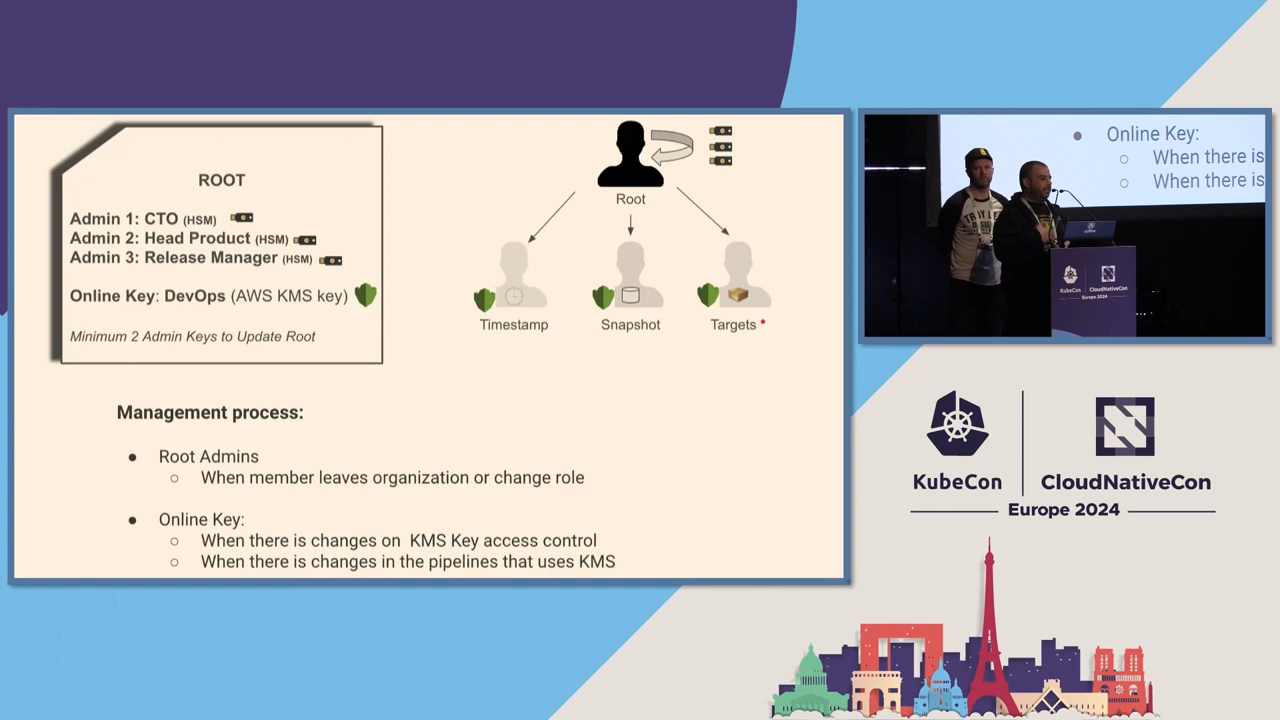 ROOT
Admin 1: CTO (HSM)
Admin 2: Head Product (HSM)
Admin 3: Release Manager (HSM)
Online Key: DevOps (AWS KMS key)
Minimum 2 Admin Keys to Update Root
Root
Timestamp
Snapshot
Targets *
Management process:
● Root Admins
○ When member leaves organization or change role
● Online Key:
○ When there is changes on KMS Key access control
○ When there is changes in the pipelines that uses KMS
● Online Key:
○ When there is
○ When there is
KubeCon
CloudNativeCon
Europe 2024
KubeCon
CloudNativeCon
Europe 2024